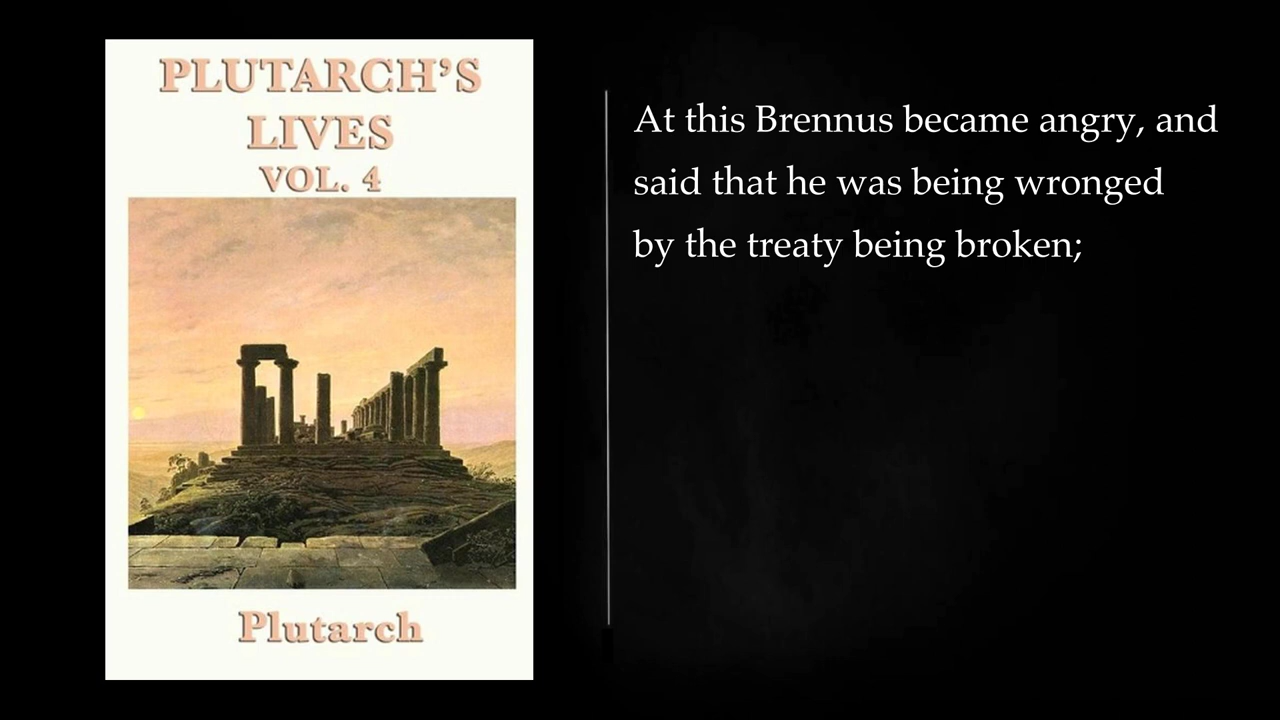 PLUTARCH'S
LIVES
VOL. 4
Plutarch
At this Brennus became angry, and
said that he was being wronged
by the treaty being broken;